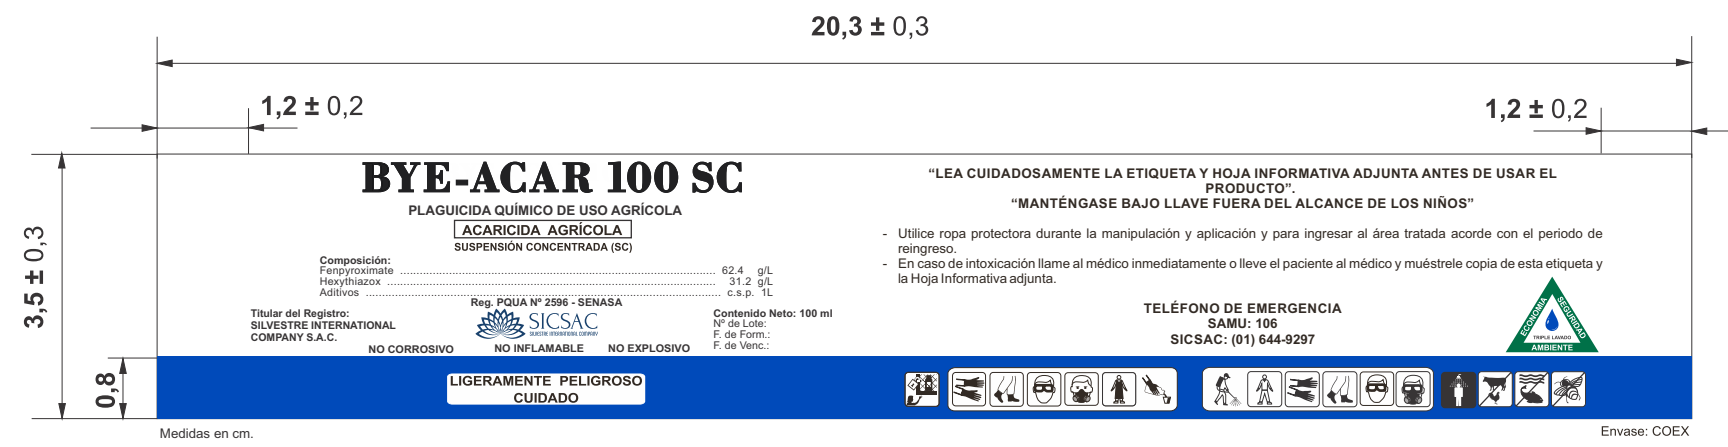 20,3 ± 0,3
1,2 ± 0,2
1,2 ± 0,2
3,5 ± 0,3
0,8
BYE-ACAR 100 SC
PLAGUICIDA QUÍMICO DE USO AGRÍCOLA
ACARICIDA AGRÍCOLA
SUSPENSIÓN CONCENTRADA (SC)
Composición:
Fenpyroximate ........ 62.4 g/L
Hexythiazox ........ 31.2 g/L
Aditivos ........ c.s.p. 1L
Reg. PQUA Nº 2596 - SENASA
Titular del Registro:
SILVESTRE INTERNATIONAL
COMPANY S.A.C.
SICSAC
SILVESTRE INTERNATIONAL COMPANY
Contenido Neto: 100 ml
Nº de Lote:
F. de Form.:
F. de Venc.:
NO CORROSIVO NO INFLAMABLE NO EXPLOSIVO
LIGERAMENTE PELIGROSO
CUIDADO
“LEA CUIDADOSAMENTE LA ETIQUETA Y HOJA INFORMATIVA ADJUNTA ANTES DE USAR EL
PRODUCTO”.
“MANTÉNGASE BAJO LLAVE FUERA DEL ALCANCE DE LOS NIÑOS”
- Utilice ropa protectora durante la manipulación y aplicación y para ingresar al área tratada acorde con el periodo de
reingreso.
- En caso de intoxicación llame al médico inmediatamente o lleve el paciente al médico y muéstrele copia de esta etiqueta y
la Hoja Informativa adjunta.
TELÉFONO DE EMERGENCIA
SAMU: 106
SICSAC: (01) 644-9297
ECONOMIA
SEGURIDAD
TRIPLE LAVADO
AMBIENTE
Medidas en cm.
Envase: COEX